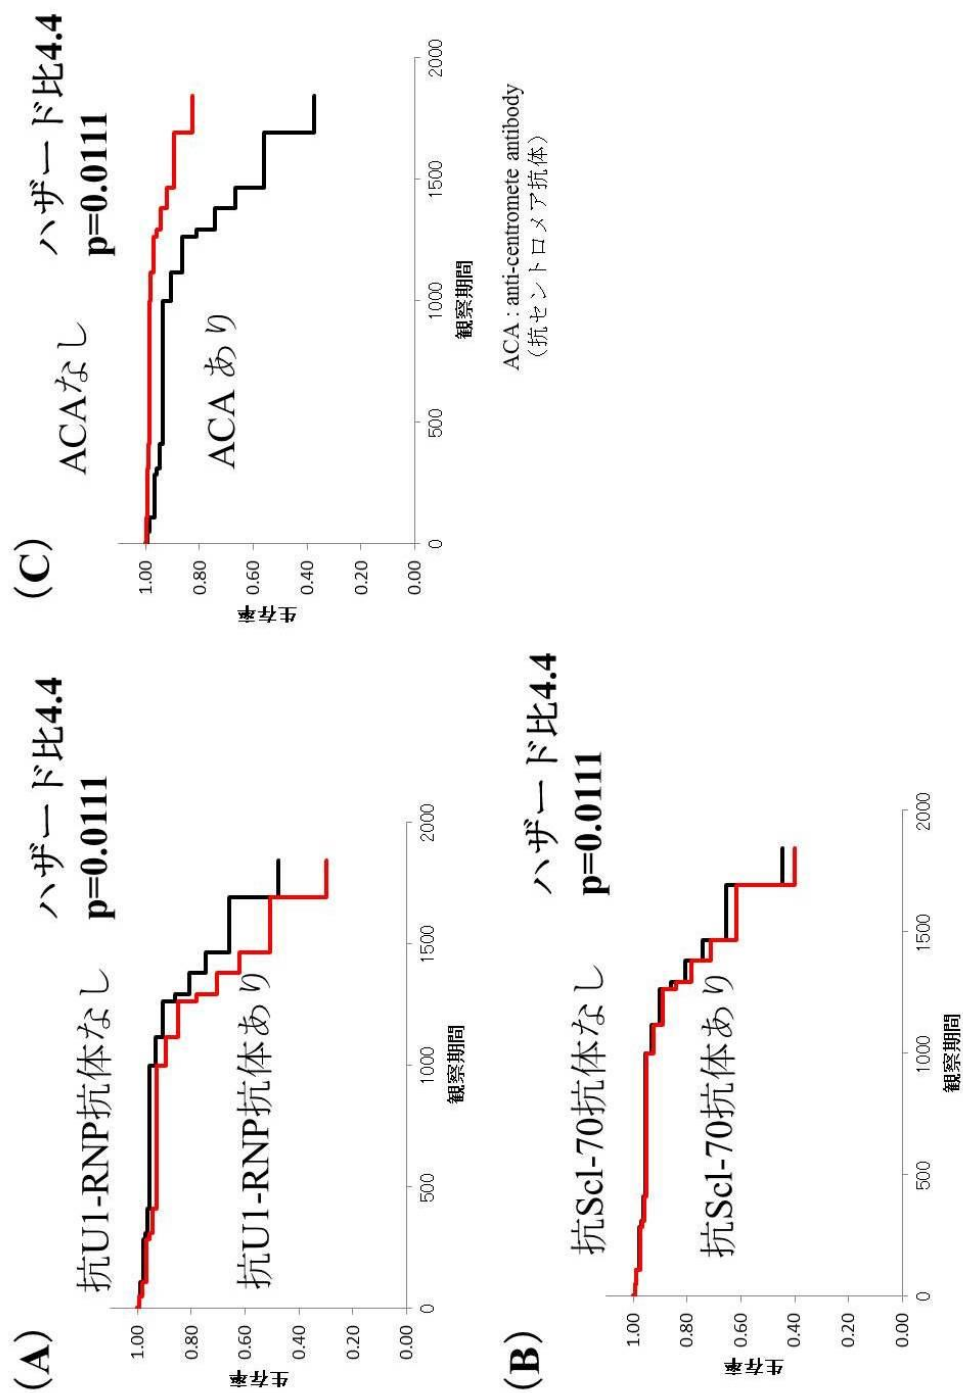 (A)
抗U1-RNP抗体なし
ハザード比4.4
p=0.0111
抗U1-RNP抗体あり
生存率
1.00
0.80
0.60
0.40
0.20
0.00
0
500
1000
1500
2000
観察期間
(C)
ACAなし
ハザード比4.4
p=0.0111
ACA あり
生存率
1.00
0.80
0.60
0.40
0.20
0.00
0
500
1000
1500
2000
観察期間
ACA : anti-centromete antibody
（抗セントロメア抗体）
(B)
抗Scl-70抗体なし
ハザード比4.4
p=0.0111
抗Scl-70抗体あり
生存率
1.00
0.80
0.60
0.40
0.20
0.00
0
500
1000
1500
2000
観察期間